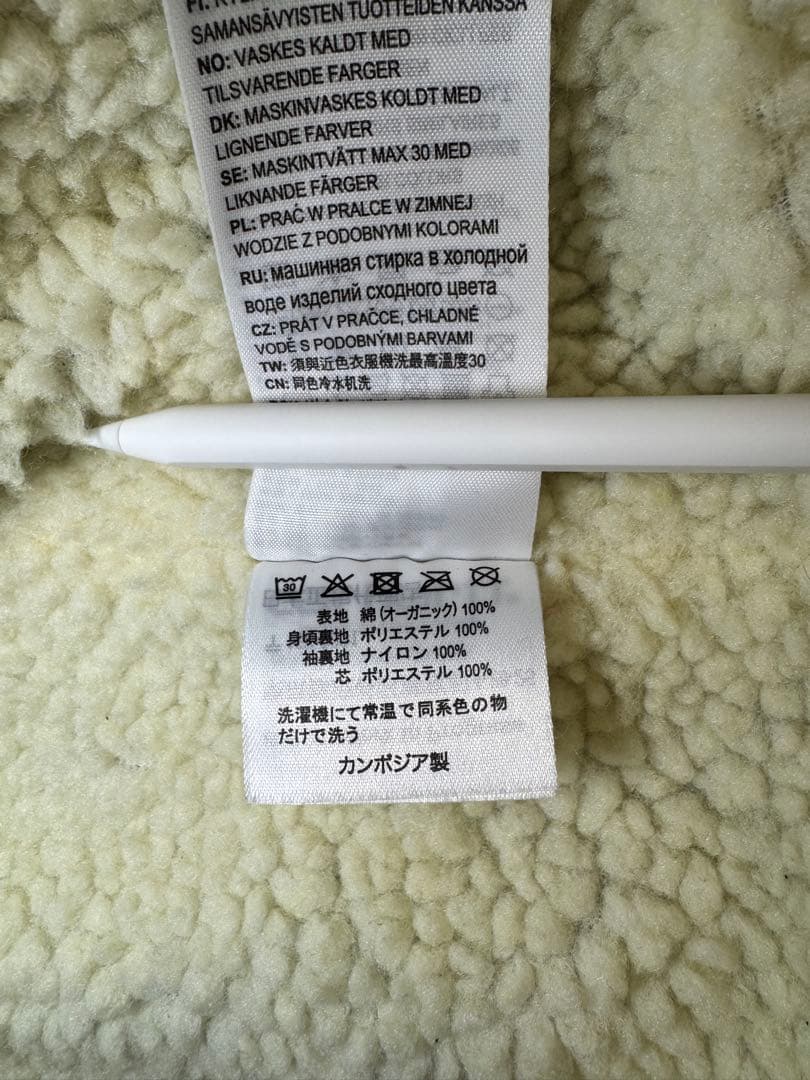 SAMANSÄVYISTEN TUOTTEIDEN KANSSA
NO: VASKES KALDT MED
TILSVARENDE FARGER
DK: MASKINVASKES KOLDT MED
LIGNENDE FARVER
SE: MASKINTVÄTT MAX 30 MED
LIKNANDE FÄRGER
PL: PRAĆ W PRALCE W ZIMNEJ
WODZIE Z PODOBNYMI KOLORAMI
RU: машинная стирка в холодной
воде изделий сходного цвета
CZ: PRÁT V PRAČCE, CHLADNÉ
VODĚ S PODOBNÝMI BARVAMI
TW: 須與近色衣服機洗最高溫度30
CN: 同色冷水机洗
30
表地 綿(オーガニック) 100%
身頃裏地 ポリエステル 100%
袖裏地 ナイロン 100%
芯 ポリエステル 100%
洗濯機にて常温で同系色の物
だけで洗う
カンボジア製